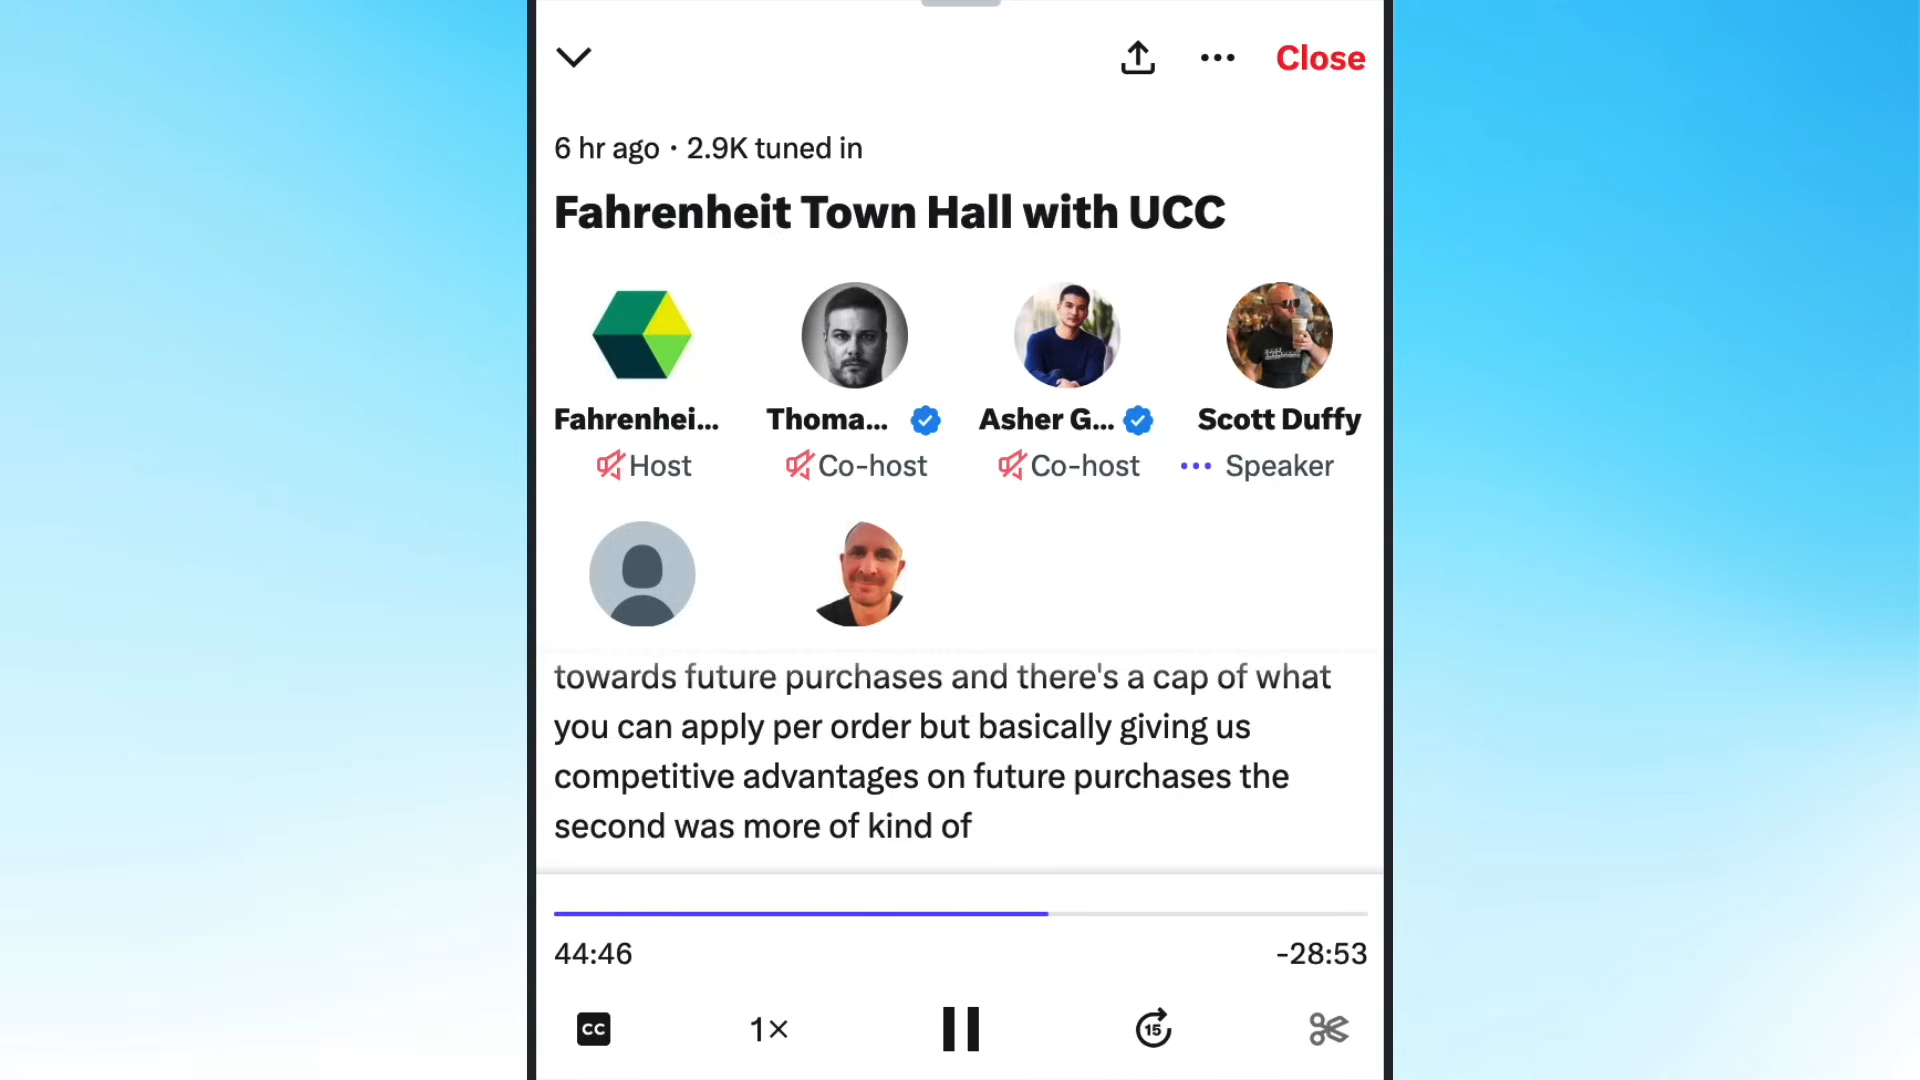 Close
6 hr ago · 2.9K tuned in
Fahrenheit Town Hall with UCC
Fahrenhei... Thoma... Asher G... Scott Duffy
Host Co-host Co-host Speaker
towards future purchases and there's a cap of what
you can apply per order but basically giving us
competitive advantages on future purchases the
second was more of kind of
44:46 -28:53
CC 1× 15